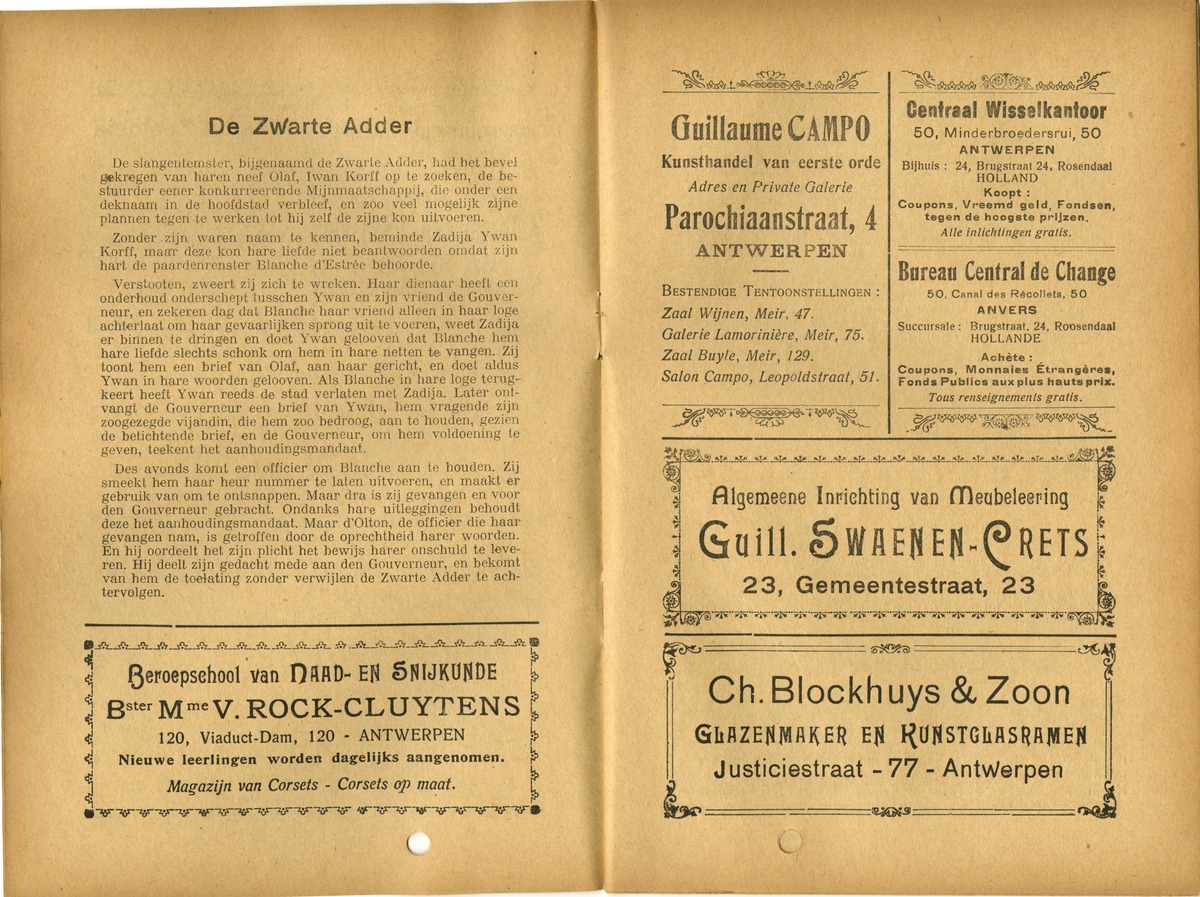 De Zwarte Adder
De slangentemster, bijgenaamd de Zwarte Adder, had het bevel
gekregen van haren neef Olaf, Iwan Korff op te zoeken, de be-
stuurder eener konkurreerende Mijnmaatschappij, die onder een
deknaam in de hoofdstad verbleef, en zoo veel mogelijk zijne
plannen tegen te werken tot hij zelf de zijne kon uitvoeren.
Zonder zijn waren naam te kennen, beminde Zadija Ywan
Korff, maar deze kon hare liefde niet beantwoorden omdat zijn
hart de paardenrenster Blanche d'Estrée behoorde.
Verstooten, zweert zij zich te wreken. Haar dienaar heeft een
onderhoud onderschept tusschen Ywan en zijn vriend de Gouver-
neur, en zekeren dag dat Blanche haar vriend alleen in haar loge
achterlaat om haar gevaarlijken sprong uit te voeren, weet Zadija
er binnen te dringen en doet Ywan gelooven dat Blanche hem
hare liefde slechts schonk om hem in hare netten te vangen. Zij
toont hem een brief van Olaf, aan haar gericht, en doet aldus
Ywan in hare woorden gelooven. Als Blanche in hare loge terug-
keert heeft Ywan reeds de stad verlaten met Zadija. Later ont-
vangt de Gouverneur een brief van Ywan, hem vragende zijn
zoogezegde vijandin, die hem zoo bedroog, aan te houden, gezien
de betichtende brief, en de Gouverneur, om hem voldoening te
geven, teekent het aanhoudingsmandaat.
Des avonds komt een officier om Blanche aan te houden. Zij
smeekt hem haar heur nummer te laten uitvoeren, en maakt er
gebruik van om te ontsnappen. Maar dra is zij gevangen en voor
den Gouverneur gebracht. Ondanks hare uitleggingen behoudt
deze het aanhoudingsmandaat. Maar d'Olton, de officier die haar
gevangen nam, is getroffen door de oprechtheid harer woorden.
En hij oordeelt het zijn plicht het bewijs harer onschuld te leve-
ren. Hij deelt zijn gedacht mede aan den Gouverneur, en bekomt
van hem de toelating zonder verwijlen de Zwarte Adder te ach-
tervolgen.
Beroepschool van NAAD- EN SNIJKUNDE
Bster Mme V. ROCK-CLUYTENS
120, Viaduct-Dam, 120 - ANTWERPEN
Nieuwe leerlingen worden dagelijks aangenomen.
Magazijn van Corsets - Corsets op maat.
Guillaume CAMPO
Kunsthandel van eerste orde
Adres en Private Galerie
Parochiaanstraat, 4
ANTWERPEN
BESTENDIGE TENTOONSTELLINGEN :
Zaal Wijnen, Meir, 47.
Galerie Lamorinière, Meir, 75.
Zaal Buyle, Meir, 129.
Salon Campo, Leopoldstraat, 51.
Centraal Wisselkantoor
50, Minderbroedersrui, 50
ANTWERPEN
Bijhuis : 24, Brugstraat 24, Rosendaal
HOLLAND
Koopt :
Coupons, Vreemd geld, Fondsen,
tegen de hoogste prijzen.
Alle inlichtingen gratis.
Bureau Central de Change
50, Canal des Récollets, 50
ANVERS
Succursale : Brugstraat, 24, Roosendaal
HOLLANDE
Achète :
Coupons, Monnaies Étrangères,
Fonds Publics aux plus hauts prix.
Tous renseignements gratis.
Algemeene Inrichting van Meubeleering
Guill. SWAENEN-CRETS
23, Gemeentestraat, 23
Ch. Blockhuys & Zoon
GLAZENMAKER EN KUNSTGLASRAMEN
Justiciestraat - 77 - Antwerpen